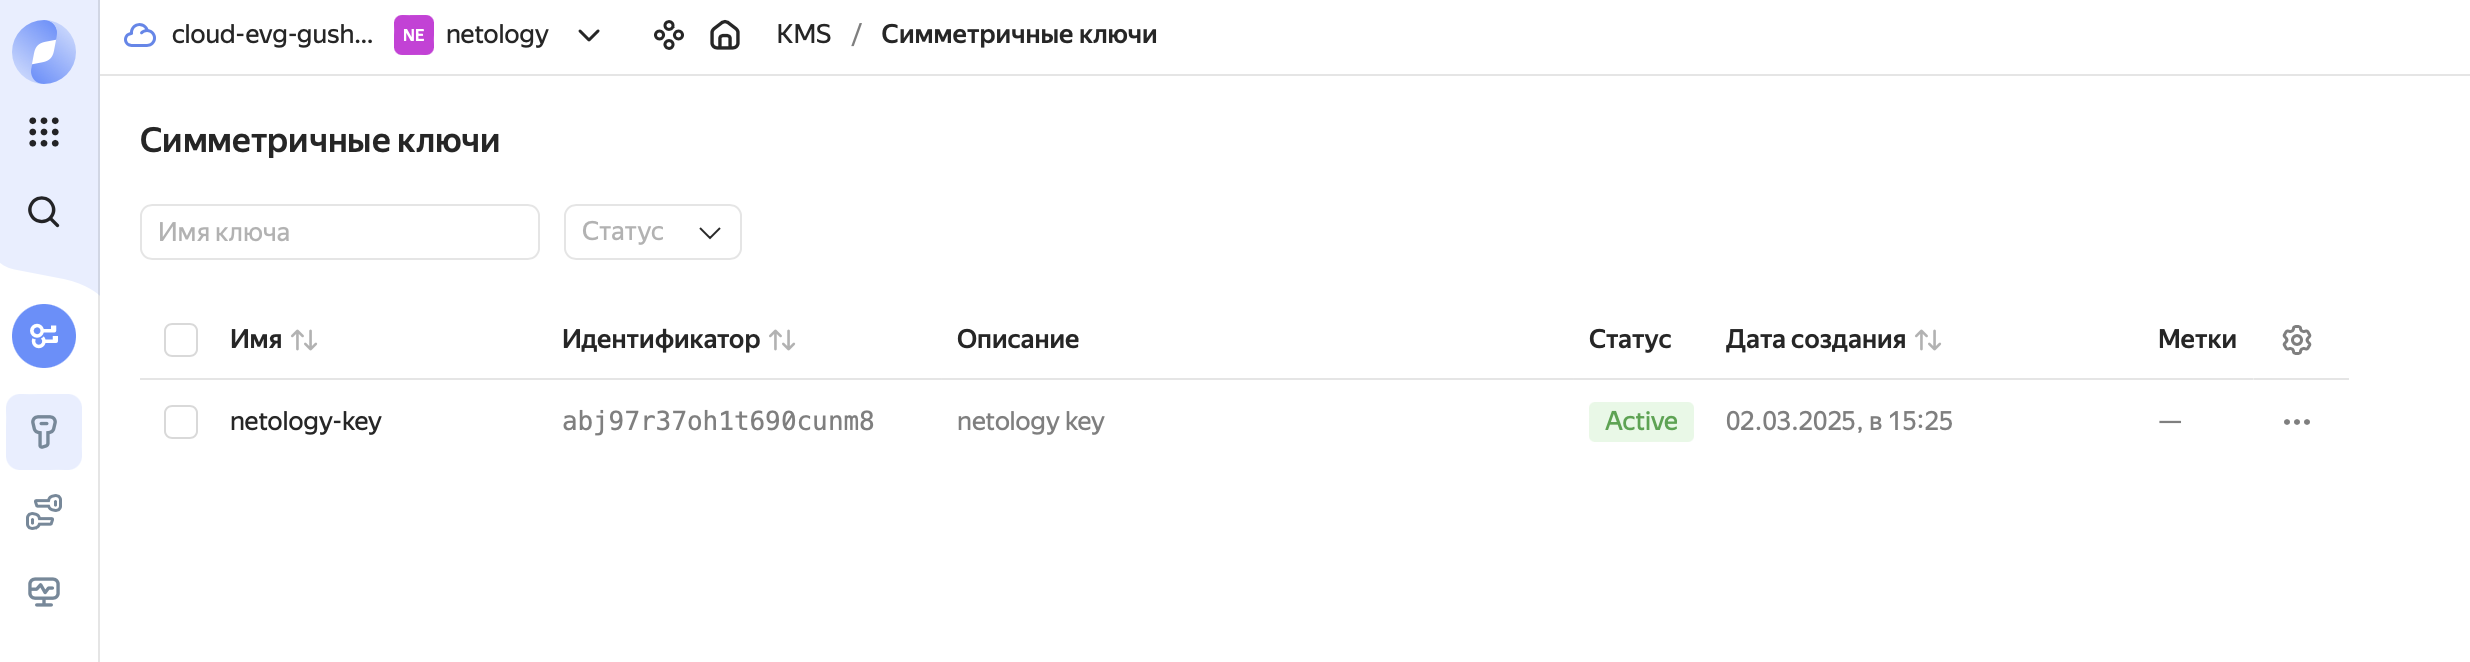 cloud-evg-gush... NE netology KMS / Симметричные ключи
Симметричные ключи
Имя ключа Статус
Имя Идентификатор Описание Статус Дата создания Метки
netology-key abj97r37oh1t690cunm8 netology key Active 02.03.2025, в 15:25 —